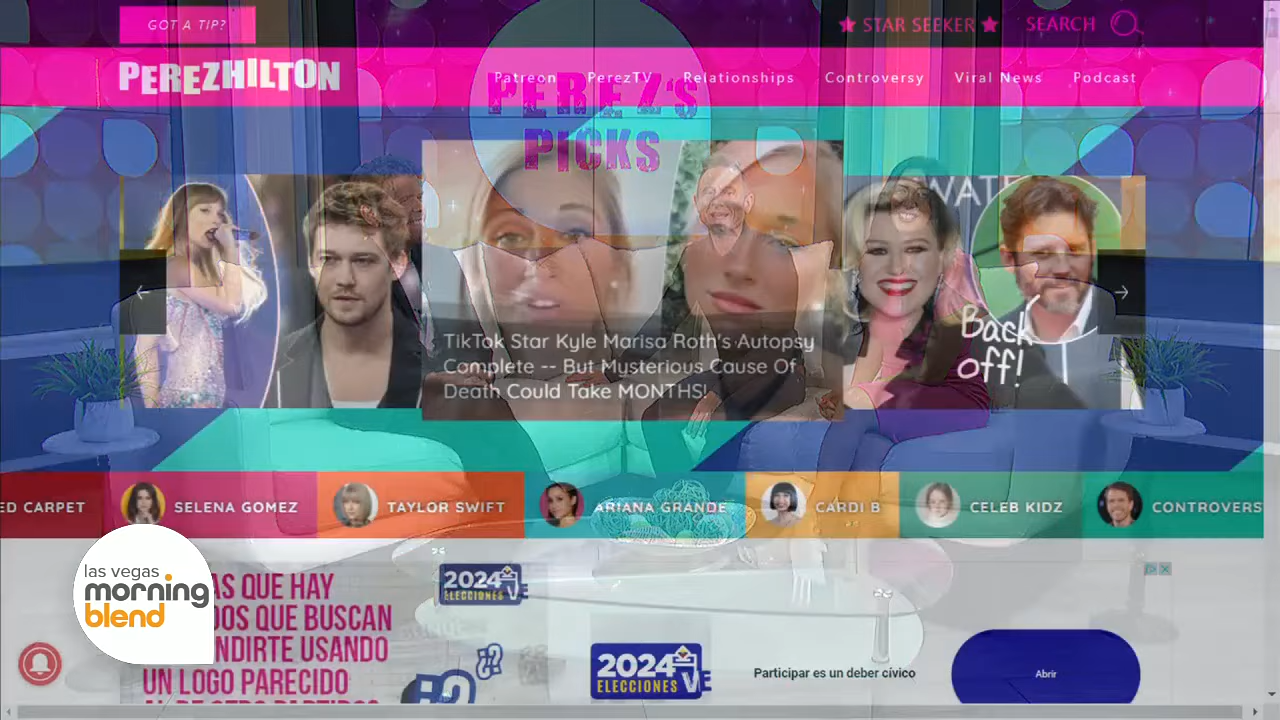 GOT A TIP?
STAR SEEKER
SEARCH
PEREZHILTON
Patreon
PerezTV
Relationships
Controversy
Viral News
Podcast
PEREZ'S
PICKS
WATE
TikTok Star Kyle Marisa Roth's Autopsy
Complete -- But Mysterious Cause Of
Death Could Take MONTHS!
Back
off!
ED CARPET
SELENA GOMEZ
TAYLOR SWIFT
ARIANA GRANDE
CARDI B
CELEB KIDZ
CONTROVERS
las vegas
morning
blend
AS QUE HAY
DOS QUE BUSCAN
NDIRTE USANDO
UN LOGO PARECIDO
2024
ELECCIONES
2024
ELECCIONES
Participar es un deber cívico
Abrir